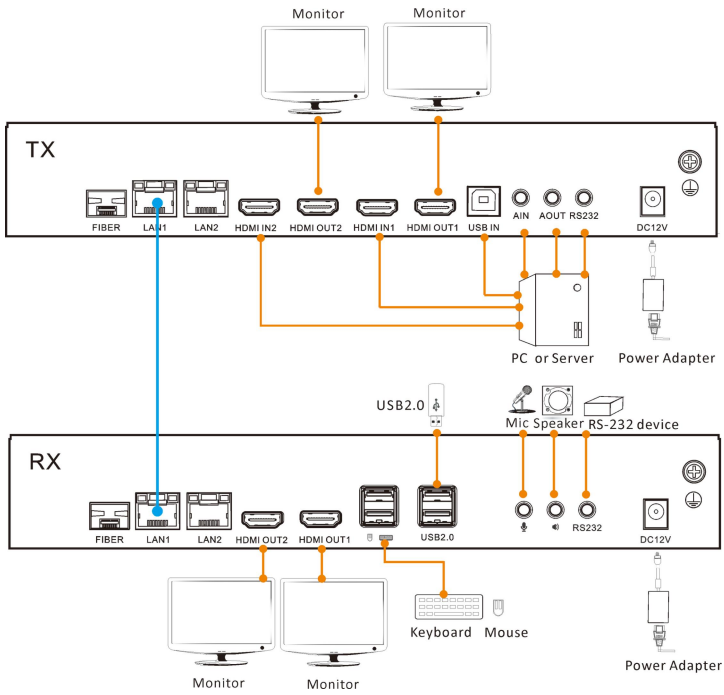 Monitor Monitor
TX
FIBER LAN1 LAN2 HDMI IN2 HDMI OUT2 HDMI IN1 HDMI OUT1 USB IN AIN AOUT RS232 DC12V
PC or Server Power Adapter
USB2.0
Mic Speaker RS-232 device
RX
FIBER LAN1 LAN2 HDMI OUT2 HDMI OUT1 USB2.0 RS232 DC12V
Keyboard Mouse
Power Adapter
Monitor Monitor